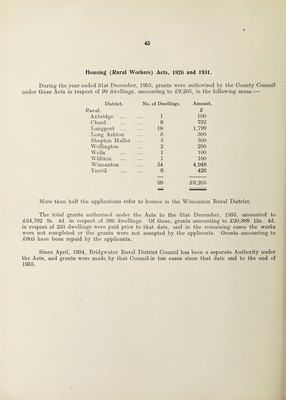 45
Housing (Rural Workers) Acts, 1926 and 1931.
During the year ended 31st December, 1935, grants were authorised by the County Council
under these Acts in respect of 99 dwellings, amounting to £9,205, in the following areas:—
District. No. of Dwellings. Amount.
Rural. £
Axbridge ... ... 1 100
Chard ... ... 8 732
Langport ... ... 18 1,799
Long Ashton ... 3 300
Shepton Mallet ... 5 500
Wellington ... 2 200
Wells ... ... 1 100
Williton ... ... 1 100
Wincanton ... 54 4,948
Yeovil ... ... 6 426
99 £9,205
More than half the applications refer to houses in the Wincanton Rural District.
The total grants authorised under the Acts to the 31st December, 1935, amounted to
£34,782 9s. 4d. in respect of 386 dwellings. Of these, grants amounting to £20,988 15s. 4d.
in respect of 233 dwellings were paid prior to that date, and in the remaining cases the works
were not completed or the grants were not accepted by the applicants. Grants amounting to
£905 have been repaid by the applicants.
Since April, 1934, Bridgwater Rural District Council has been a separate Authority under
the Acts, and grants were made by that Council in ten cases since that date and to the end of
1935.